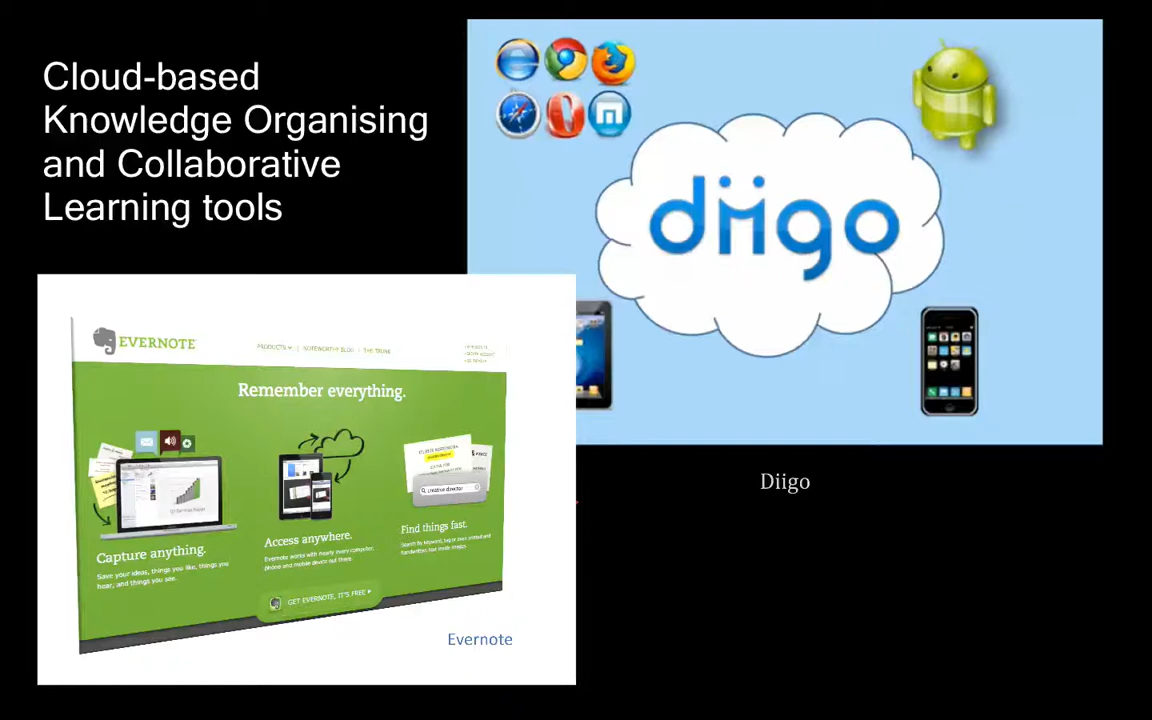 Cloud-based
Knowledge Organising
and Collaborative
Learning tools
diigo
Diigo
EVERNOTE
PRODUCTS
NOTEWORTHY BLOG | THE TRUNK
Remember everything.
Capture anything.
Save your ideas, things you like, things you
hear, and things you see.
Access anywhere.
Evernote works with nearly every computer,
phone and mobile device out there.
creative director
Find things fast.
Search by keyword, tag or even printed and
handwritten text inside images.
GET EVERNOTE, IT'S FREE
Evernote